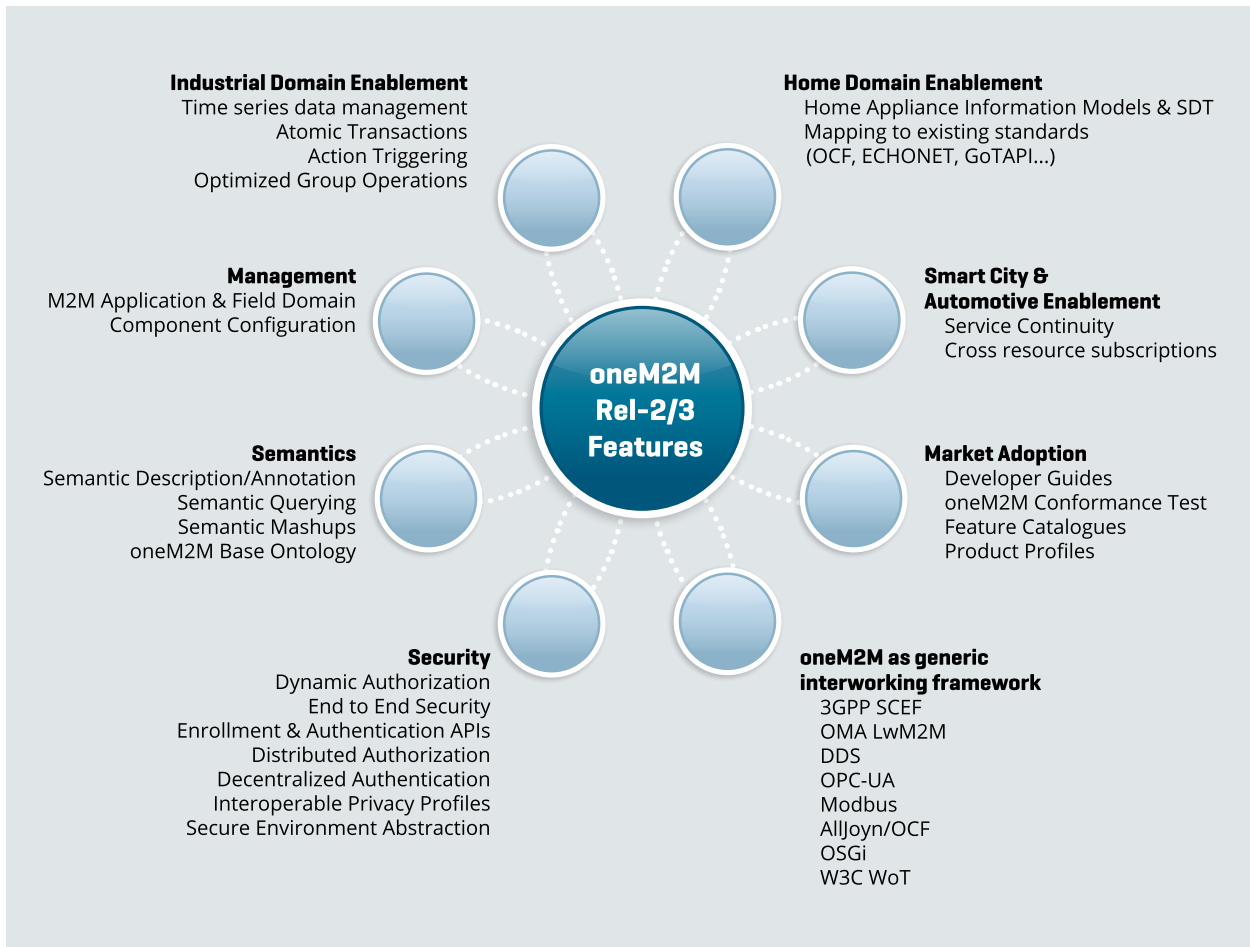 Industrial Domain Enablement
Time series data management
Atomic Transactions
Action Triggering
Optimized Group Operations
Home Domain Enablement
Home Appliance Information Models & SDT
Mapping to existing standards
(OCF, ECHONET, GoTAPI...)
Management
M2M Application & Field Domain
Component Configuration
Smart City &
Automotive Enablement
Service Continuity
Cross resource subscriptions
oneM2M
Rel-2/3
Features
Semantics
Semantic Description/Annotation
Semantic Querying
Semantic Mashups
oneM2M Base Ontology
Market Adoption
Developer Guides
oneM2M Conformance Test
Feature Catalogues
Product Profiles
Security
Dynamic Authorization
End to End Security
Enrollment & Authentication APIs
Distributed Authorization
Decentralized Authentication
Interoperable Privacy Profiles
Secure Environment Abstraction
oneM2M as generic
interworking framework
3GPP SCEF
OMA LwM2M
DDS
OPC-UA
Modbus
AllJoyn/OCF
OSGi
W3C WoT